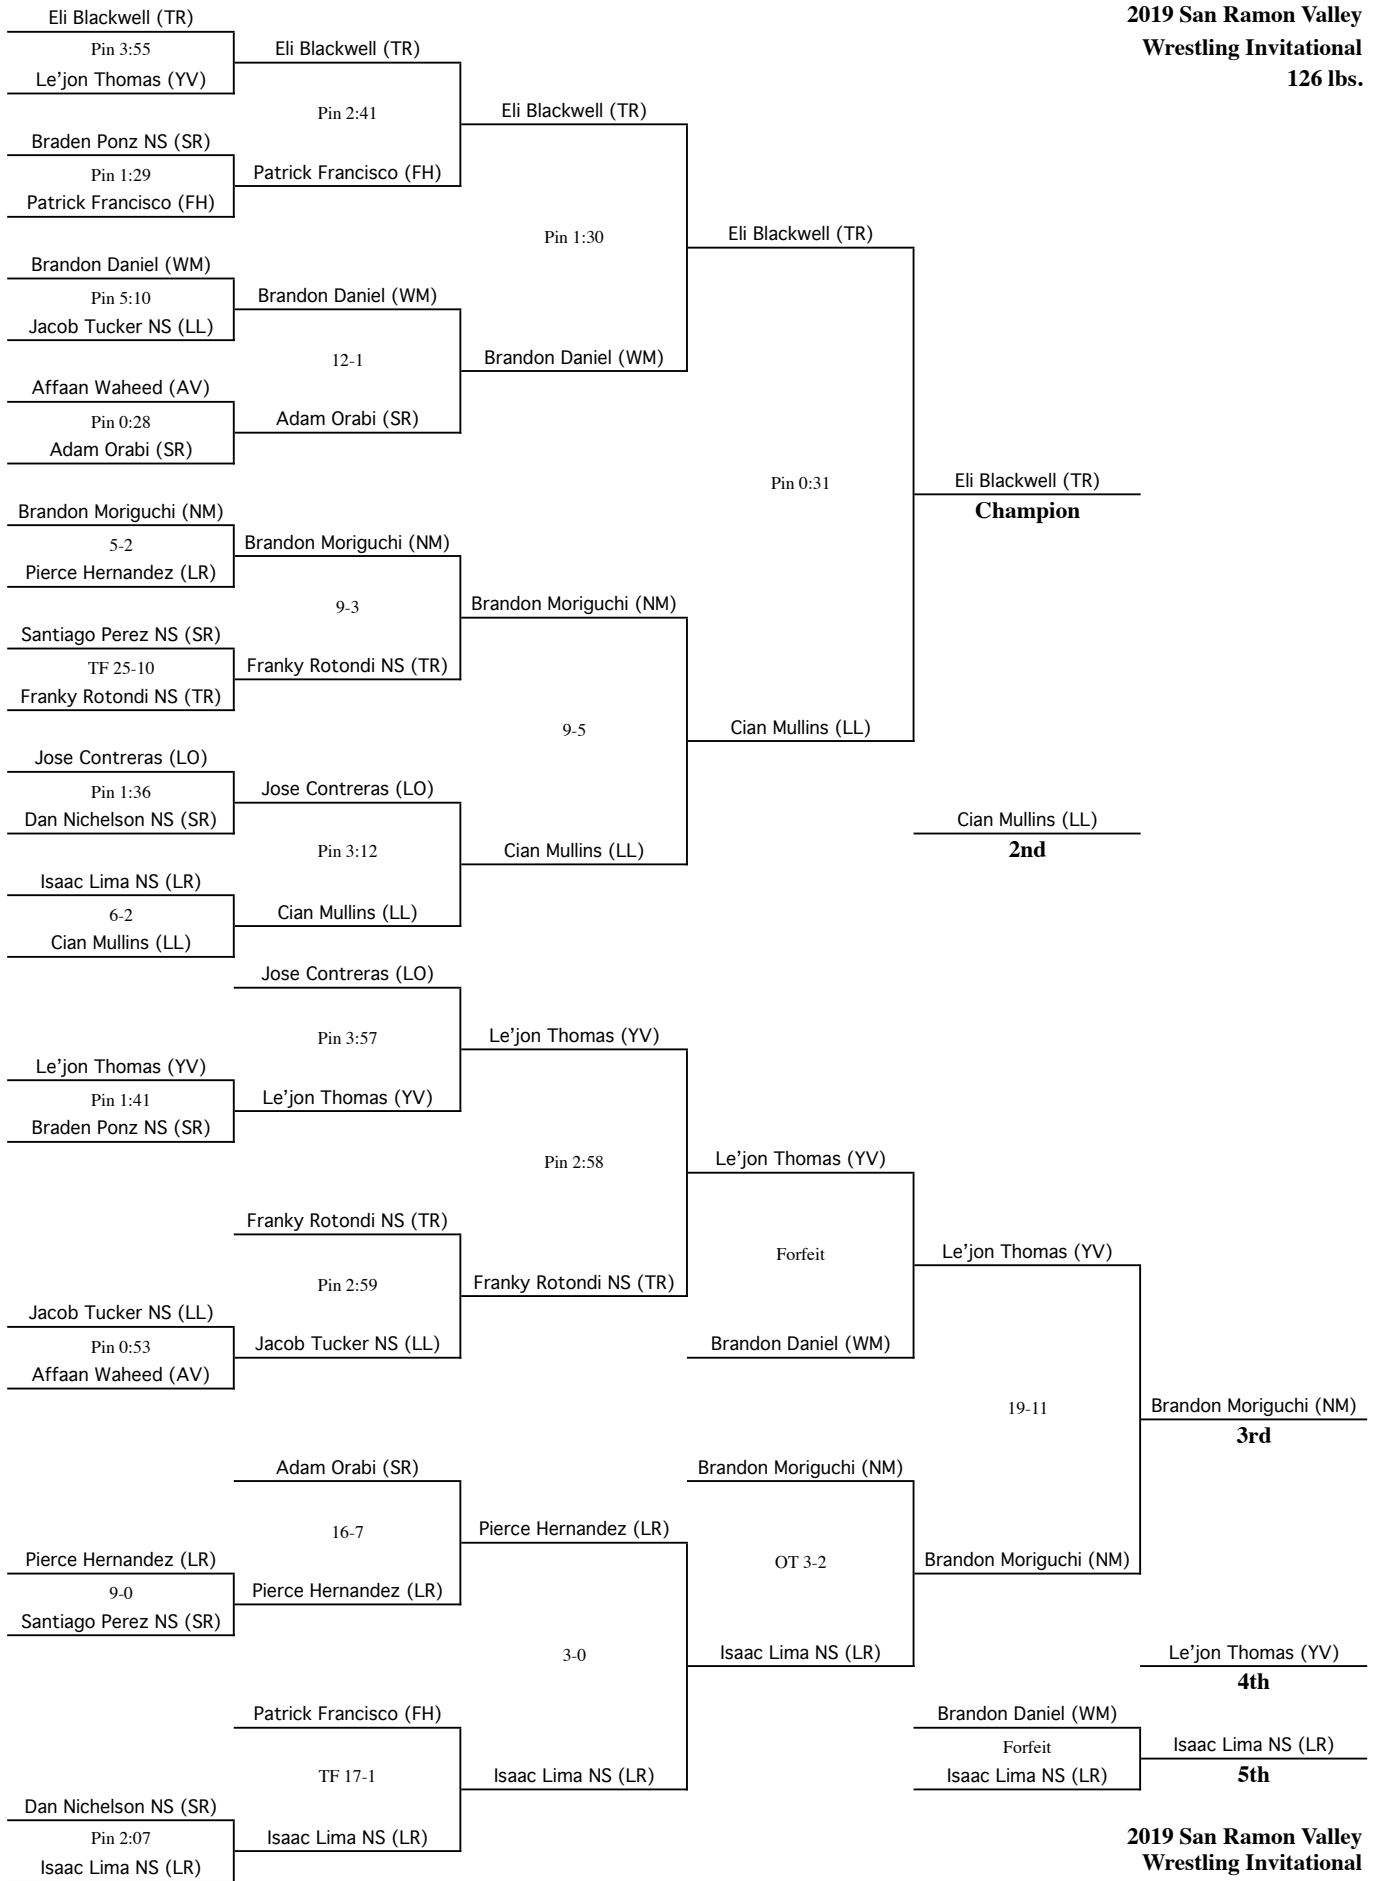 2019 San Ramon Valley
Wrestling Invitational
126 lbs.
Eli Blackwell (TR)
Pin 3:55
Le'jon Thomas (YV)
Braden Ponz NS (SR)
Pin 1:29
Patrick Francisco (FH)
Brandon Daniel (WM)
Pin 5:10
Jacob Tucker NS (LL)
Affaan Waheed (AV)
Pin 0:28
Adam Orabi (SR)
Brandon Moriguchi (NM)
5-2
Pierce Hernandez (LR)
Santiago Perez NS (SR)
TF 25-10
Franky Rotondi NS (TR)
Jose Contreras (LO)
Pin 1:36
Dan Nichelson NS (SR)
Isaac Lima NS (LR)
6-2
Cian Mullins (LL)
Eli Blackwell (TR)
Pin 2:41
Patrick Francisco (FH)
Brandon Daniel (WM)
12-1
Adam Orabi (SR)
Brandon Moriguchi (NM)
9-3
Franky Rotondi NS (TR)
Jose Contreras (LO)
Pin 3:12
Cian Mullins (LL)
Eli Blackwell (TR)
Pin 1:30
Brandon Daniel (WM)
Brandon Moriguchi (NM)
9-5
Cian Mullins (LL)
Eli Blackwell (TR)
Pin 0:31
Cian Mullins (LL)
Eli Blackwell (TR)
Champion
Cian Mullins (LL)
2nd
Le'jon Thomas (YV)
Pin 1:41
Braden Ponz NS (SR)
Jacob Tucker NS (LL)
Pin 0:53
Affaan Waheed (AV)
Pierce Hernandez (LR)
9-0
Santiago Perez NS (SR)
Dan Nichelson NS (SR)
Pin 2:07
Isaac Lima NS (LR)
Jose Contreras (LO)
Pin 3:57
Le'jon Thomas (YV)
Franky Rotondi NS (TR)
Pin 2:59
Jacob Tucker NS (LL)
Adam Orabi (SR)
16-7
Pierce Hernandez (LR)
Patrick Francisco (FH)
TF 17-1
Isaac Lima NS (LR)
Le'jon Thomas (YV)
Pin 2:58
Franky Rotondi NS (TR)
Pierce Hernandez (LR)
3-0
Isaac Lima NS (LR)
Le'jon Thomas (YV)
Forfeit
Brandon Daniel (WM)
Brandon Moriguchi (NM)
OT 3-2
Isaac Lima NS (LR)
Le'jon Thomas (YV)
19-11
Brandon Moriguchi (NM)
Brandon Moriguchi (NM)
3rd
Le'jon Thomas (YV)
4th
Brandon Daniel (WM)
Forfeit
Isaac Lima NS (LR)
Isaac Lima NS (LR)
5th
2019 San Ramon Valley
Wrestling Invitational